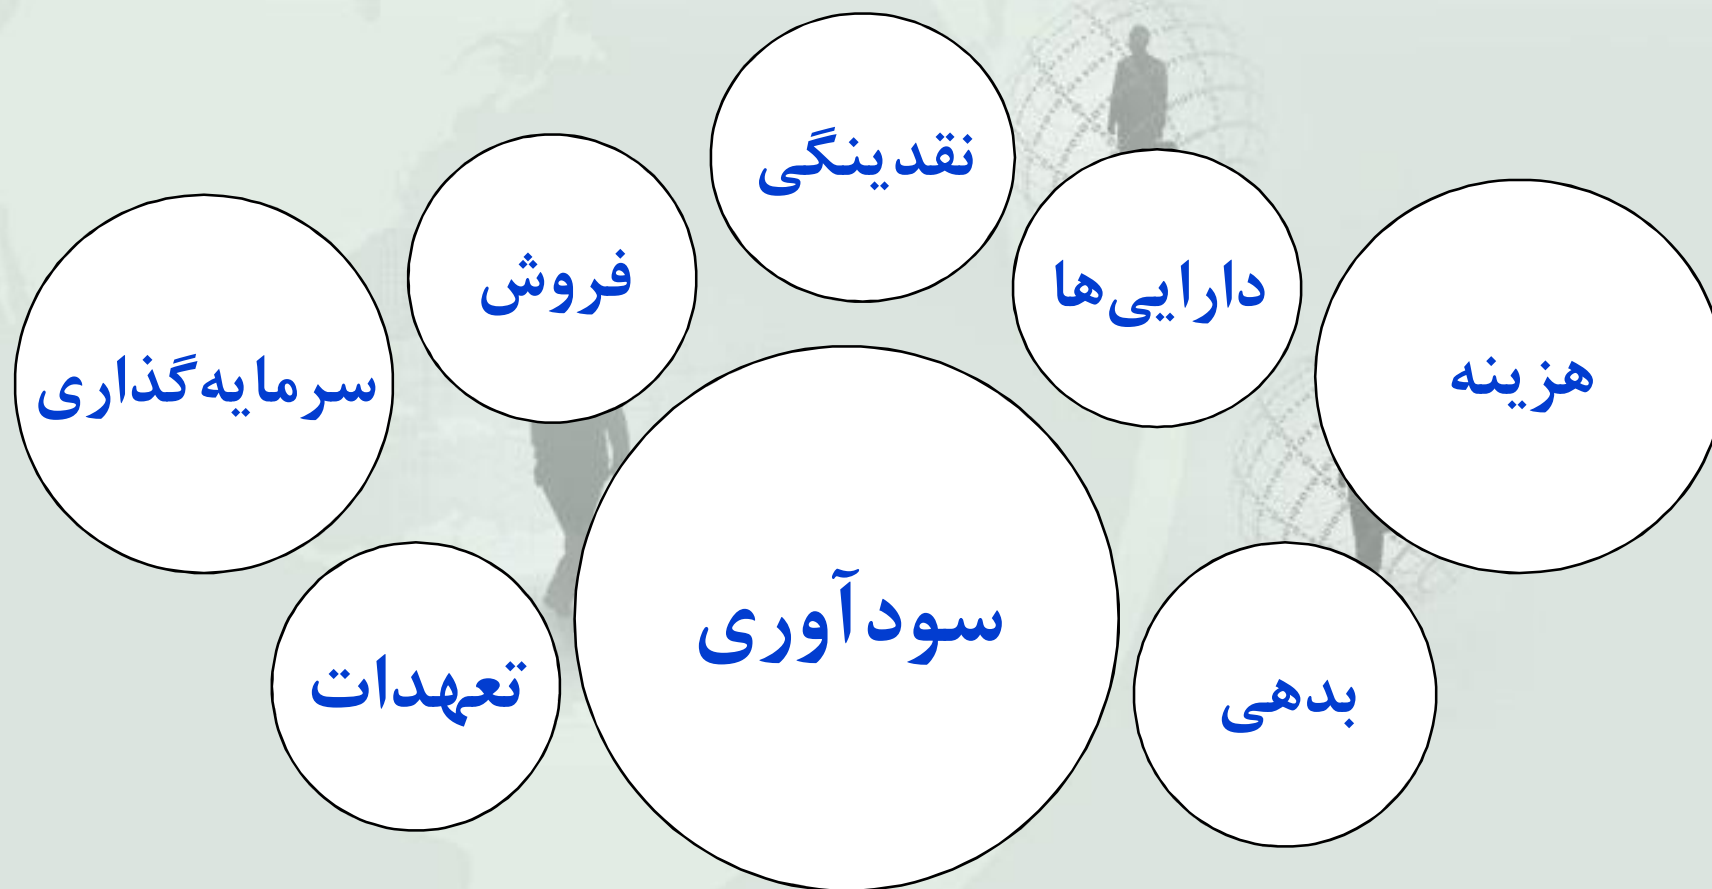 نقدینگی
دارایی‌ها
فروش
هزینه
سرمایه‌گذاری
سودآوری
بدهی
تعهدات